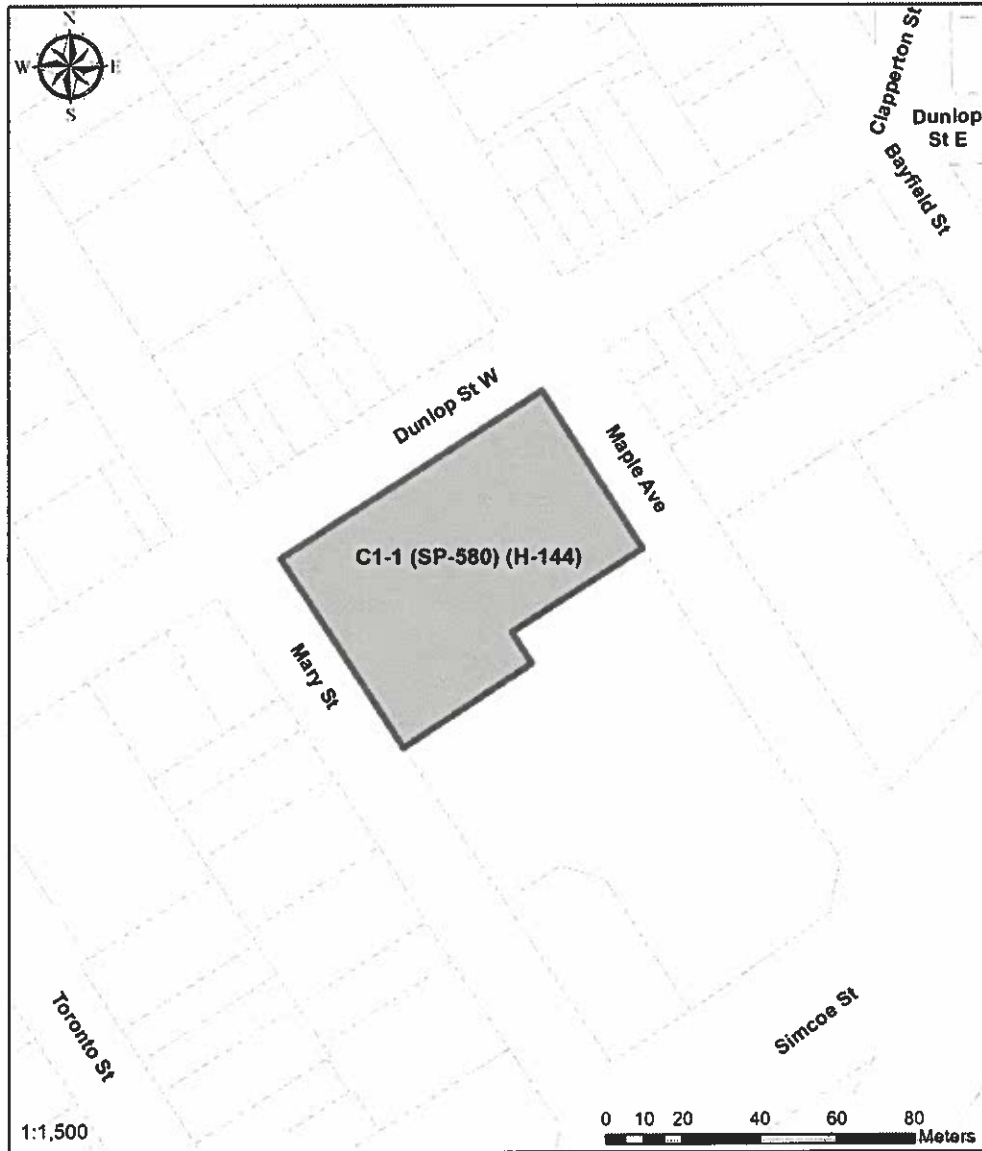 N
W E
S
Clapperton St
Dunlop
St E
Bayfield St
Dunlop St W
Maple Ave
C1-1 (SP-580) (H-144)
Mary St
Toronto St
Simcoe St
1:1,500
0 10 20 40 60 80
Meters